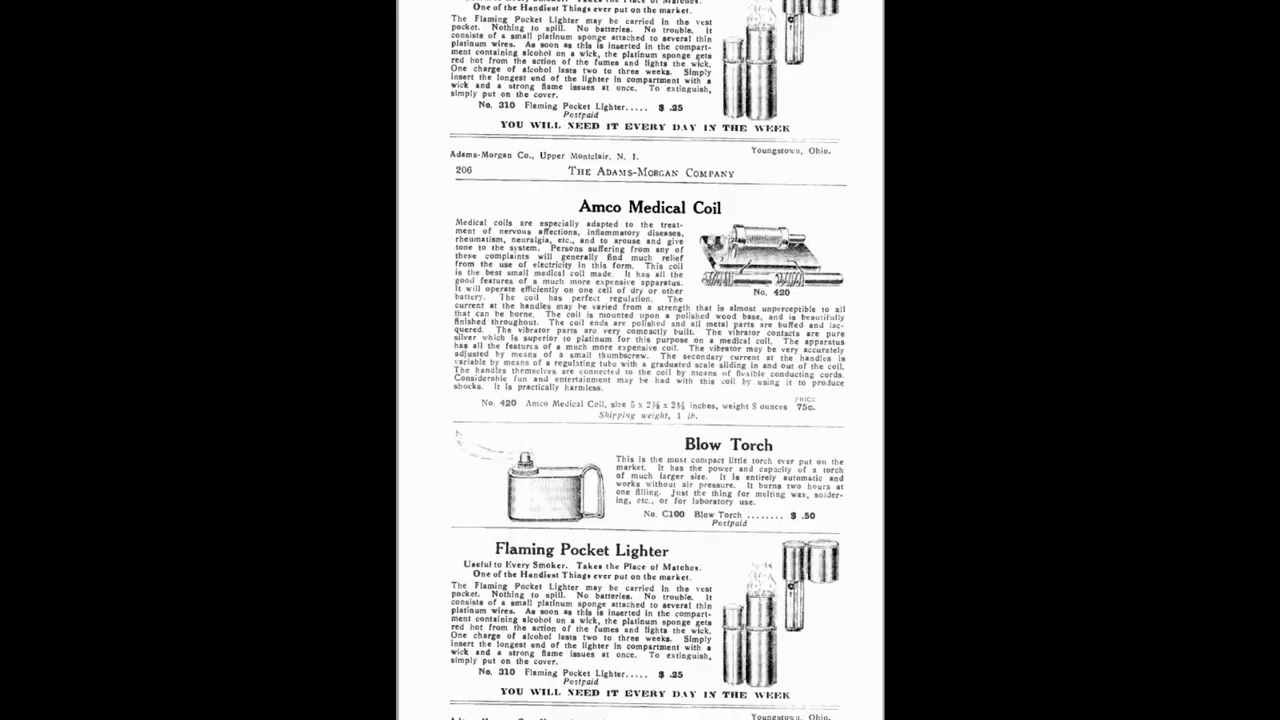 Useful to Every Smoker. Takes the Place of Matches.
One of the Handiest Things ever put on the market.
The Flaming Pocket Lighter may be carried in the vest
pocket. Nothing to spill. No batteries. No trouble. It
consists of a small platinum sponge attached to several thin
platinum wires. As soon as this is inserted in the compart-
ment containing alcohol on a wick, the platinum sponge gets
red hot from the action of the fumes and lights the wick.
One charge of alcohol lasts two to three weeks. Simply
insert the longest end of the lighter in compartment with a
wick and a strong flame issues at once. To extinguish,
simply put on the cover.
No. 310 Flaming Pocket Lighter..... $ .25
Postpaid
YOU WILL NEED IT EVERY DAY IN THE WEEK
Adams-Morgan Co., Upper Montclair, N. J.
Youngstown, Ohio.
206 THE ADAMS-MORGAN COMPANY
Amco Medical Coil
Medical coils are especially adapted to the treat-
ment of nervous affections, inflammatory diseases,
rheumatism, neuralgia, etc., and to arouse and give
tone to the system. Persons suffering from any of
these complaints will generally find much relief
from the use of electricity in this form. This coil
is the best small medical coil made. It has all the
good features of a much more expensive apparatus.
It will operate efficiently on one cell of dry or other
battery. The coil has perfect regulation. The
No. 420
current at the handles may be varied from a strength that is almost unperceptible to all
that can be borne. The coil is mounted upon a polished wood base, and is beautifully
finished throughout. The coil ends are polished and all metal parts are buffed and lac-
quered. The vibrator parts are very compactly built. The vibrator contacts are pure
silver which is superior to platinum for this purpose on a medical coil. The apparatus
has all the features of a much more expensive coil. The vibrator may be very accurately
adjusted by means of a small thumbscrew. The secondary current at the handles is
variable by means of a regulating tube with a graduated scale sliding in and out of the coil.
The handles themselves are connected to the coil by means of flexible conducting cords.
Considerable fun and entertainment may be had with this coil by using it to produce
shocks. It is practically harmless.
PRICE
No. 420 Amco Medical Coil, size 5 x 2⅞ x 2⅝ inches, weight 8 ounces 75c.
Shipping weight, 1 lb.
Blow Torch
This is the most compact little torch ever put on the
market. It has the power and capacity of a torch
of much larger size. It is entirely automatic and
works without air pressure. It burns two hours at
one filling. Just the thing for melting wax, solder-
ing, etc., or for laboratory use.
No. C100 Blow Torch ........ $ .50
Postpaid
Flaming Pocket Lighter
Useful to Every Smoker. Takes the Place of Matches.
One of the Handiest Things ever put on the market.
The Flaming Pocket Lighter may be carried in the vest
pocket. Nothing to spill. No batteries. No trouble. It
consists of a small platinum sponge attached to several thin
platinum wires. As soon as this is inserted in the compart-
ment containing alcohol on a wick, the platinum sponge gets
red hot from the action of the fumes and lights the wick.
One charge of alcohol lasts two to three weeks. Simply
insert the longest end of the lighter in compartment with a
wick and a strong flame issues at once. To extinguish,
simply put on the cover.
No. 310 Flaming Pocket Lighter..... $ .25
Postpaid
YOU WILL NEED IT EVERY DAY IN THE WEEK
Youngstown, Ohio.